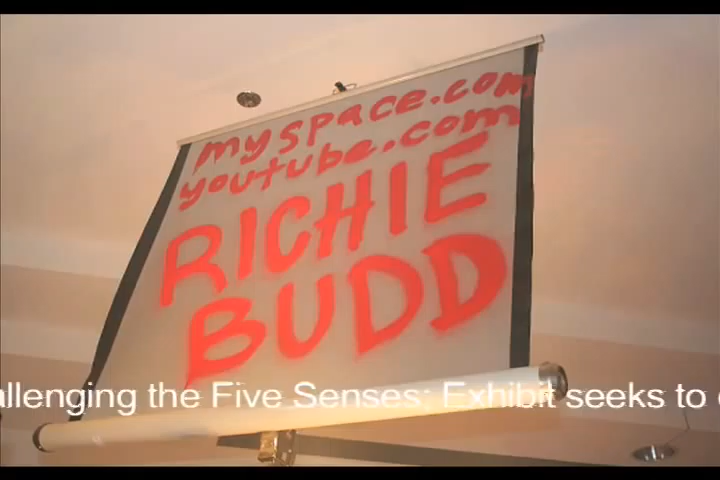 myspace.com
youtube.com
RICHIE
BUDD
allenging the Five Senses; Exhibit seeks to